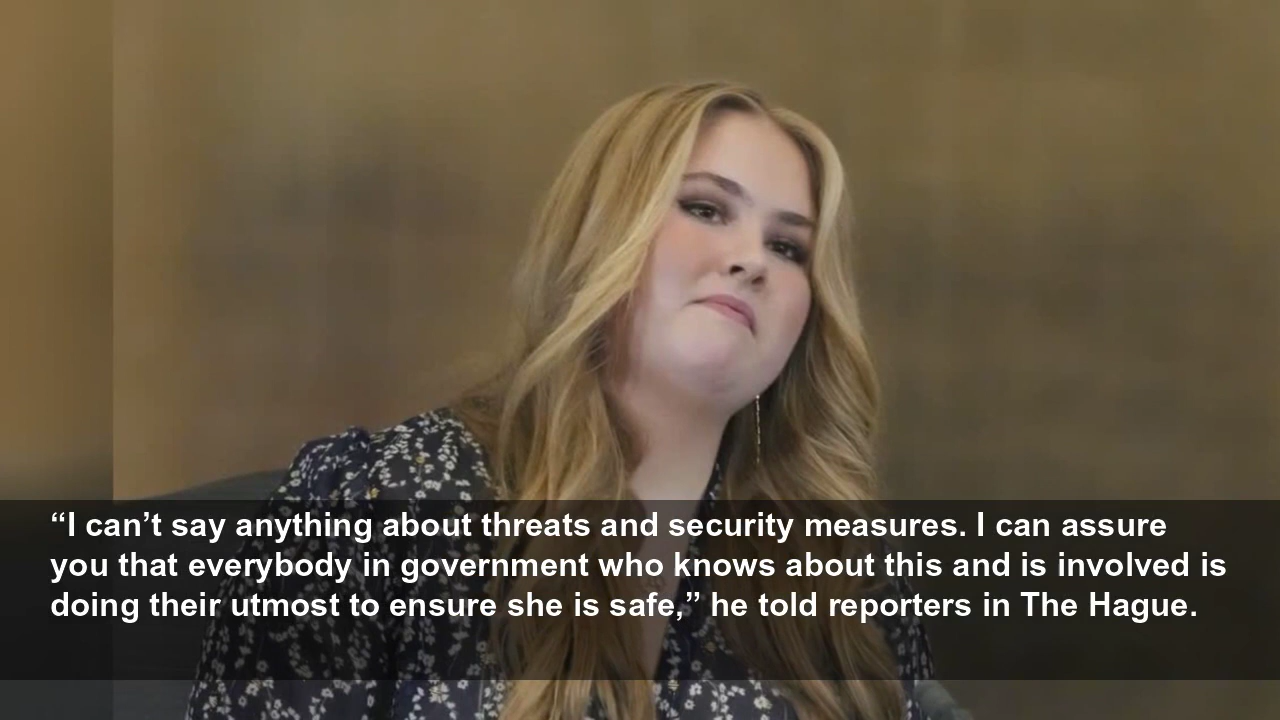 “I can’t say anything about threats and security measures. I can assure
you that everybody in government who knows about this and is involved is
doing their utmost to ensure she is safe,” he told reporters in The Hague.